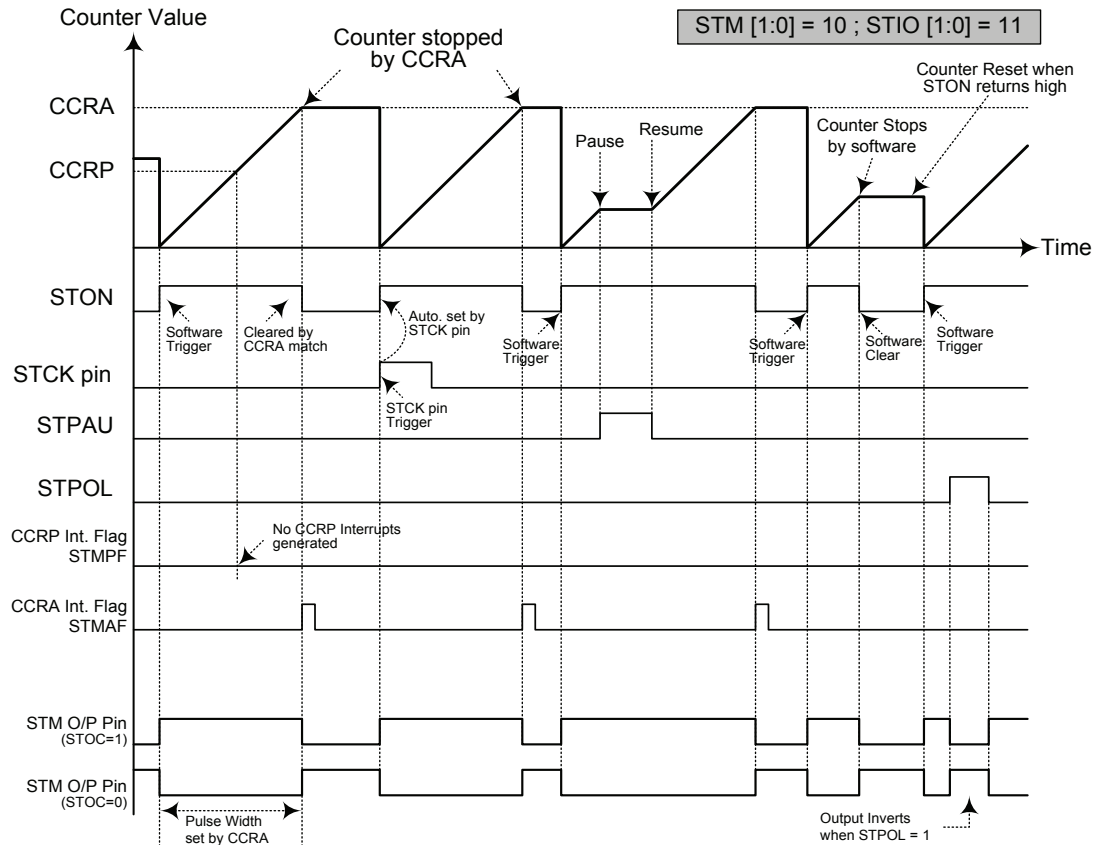 Counter Value
STM [1:0] = 10 ; STIO [1:0] = 11
Counter stopped
by CCRA
Counter Reset when
STON returns high
CCRA
Pause
Resume
Counter Stops
by software
CCRP
Time
STON
Software
Trigger
Cleared by
CCRA match
Auto. set by
STCK pin
Software
Trigger
Software
Trigger
Software
Clear
Software
Trigger
STCK pin
STCK pin
Trigger
STPAU
STPOL
CCRP Int. Flag
STMPF
No CCRP Interrupts
generated
CCRA Int. Flag
STMAF
STM O/P Pin
(STOC=1)
STM O/P Pin
(STOC=0)
Pulse Width
set by CCRA
Output Inverts
when STPOL = 1